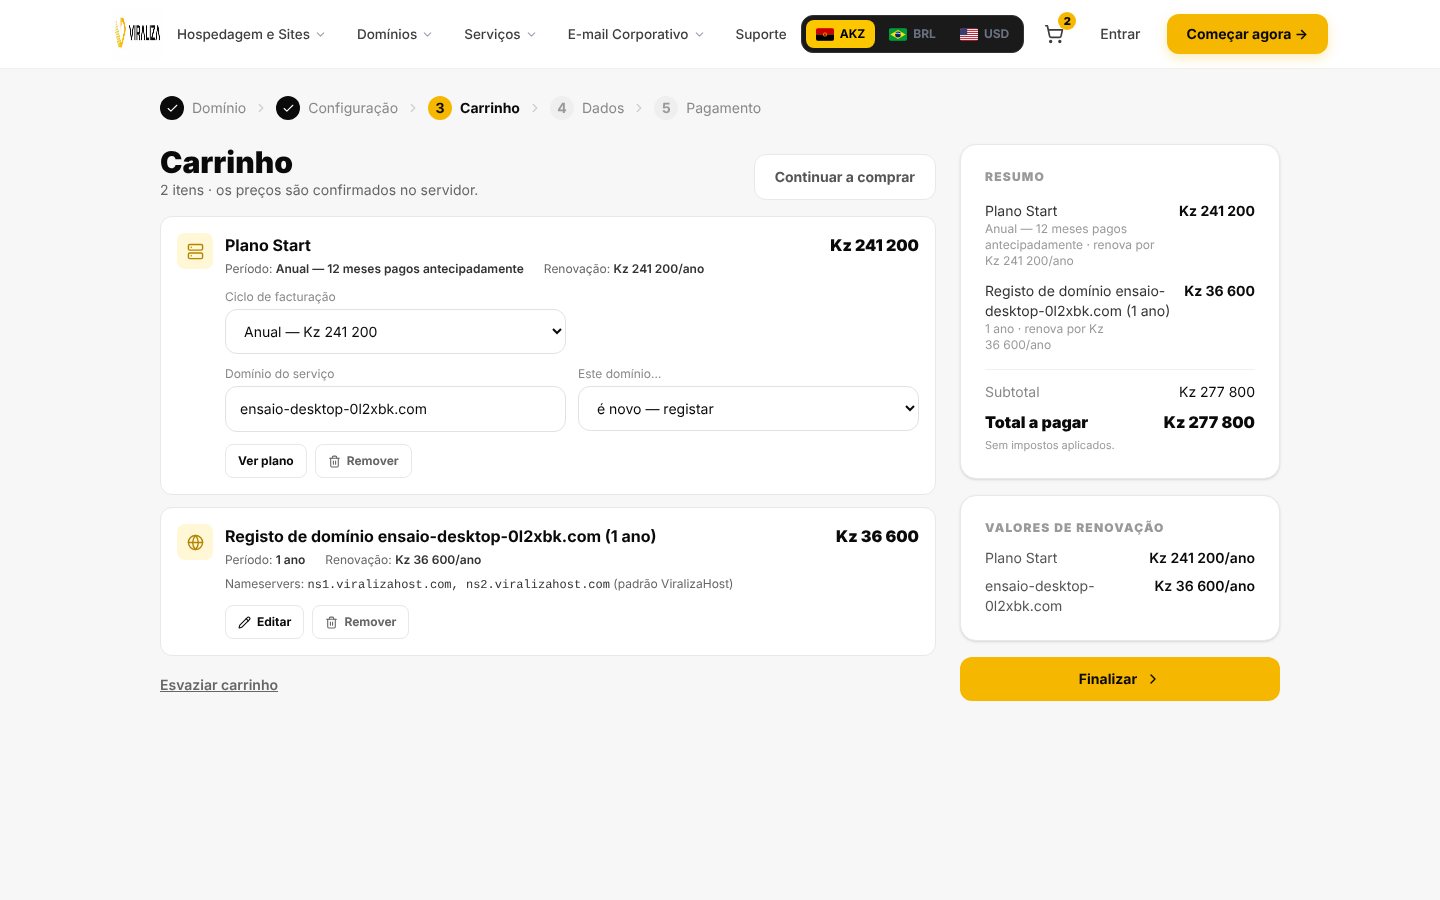 VIRALIZA
Hospedagem e Sites
Domínios
Serviços
E-mail Corporativo
Suporte
AKZ
BRL
USD
2
Entrar
Começar agora →
Domínio
Configuração
3 Carrinho
4 Dados
5 Pagamento
Carrinho
2 itens · os preços são confirmados no servidor.
Continuar a comprar
Plano Start
Kz 241 200
Período: Anual — 12 meses pagos antecipadamente
Renovação: Kz 241 200/ano
Ciclo de facturação
Anual — Kz 241 200
Domínio do serviço
Este domínio...
ensaio-desktop-0l2xbk.com
é novo — registar
Ver plano
Remover
Registo de domínio ensaio-desktop-0l2xbk.com (1 ano)
Kz 36 600
Período: 1 ano
Renovação: Kz 36 600/ano
Nameservers: ns1.viralizahost.com, ns2.viralizahost.com (padrão ViralizaHost)
Editar
Remover
Esvaziar carrinho
RESUMO
Plano Start
Kz 241 200
Anual — 12 meses pagos
antecipadamente · renova por
Kz 241 200/ano
Registo de domínio ensaio-
Kz 36 600
desktop-0l2xbk.com (1 ano)
1 ano · renova por Kz
36 600/ano
Subtotal
Kz 277 800
Total a pagar
Kz 277 800
Sem impostos aplicados.
VALORES DE RENOVAÇÃO
Plano Start
Kz 241 200/ano
ensaio-desktop-
Kz 36 600/ano
0l2xbk.com
Finalizar